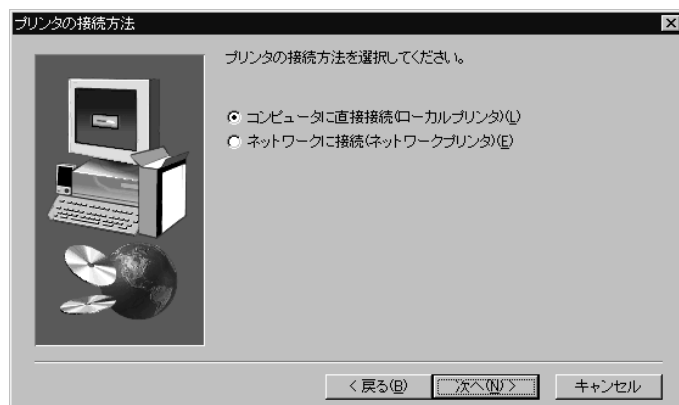 プリンタの接続方法
プリンタの接続方法を選択してください。
コンピュータに直接接続(ローカルプリンタ)(L)
ネットワークに接続(ネットワークプリンタ)(E)
< 戻る(B) 次へ(N) > キャンセル